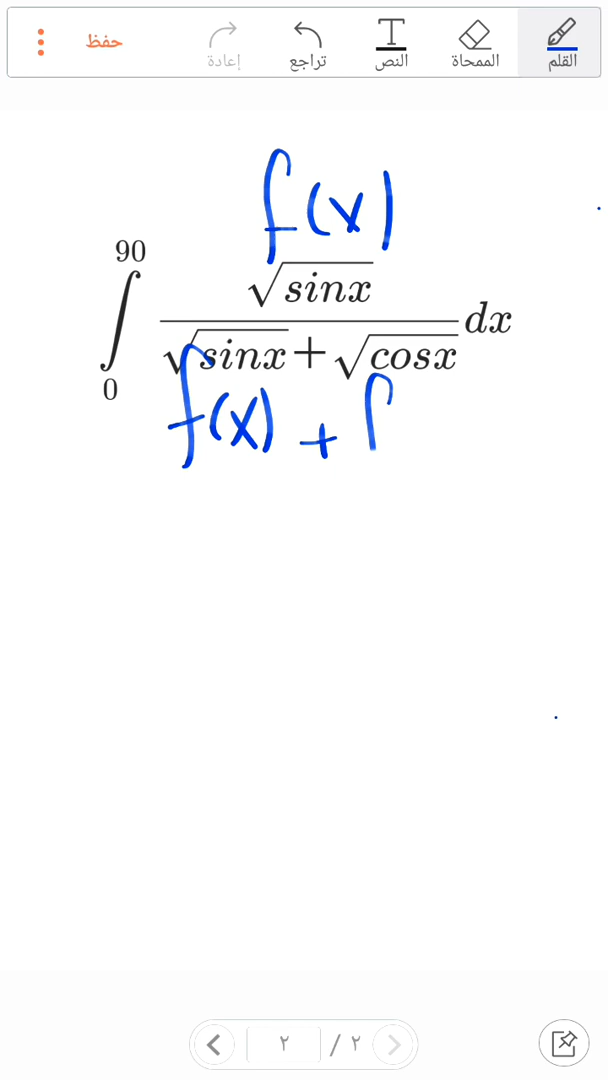 حفظ
إعادة
تراجع
النص
الممحاة
القلم
f(x)
90
∫
0
√sinx
√sinx + √cosx
dx
f(x) + f
٢ / ٢